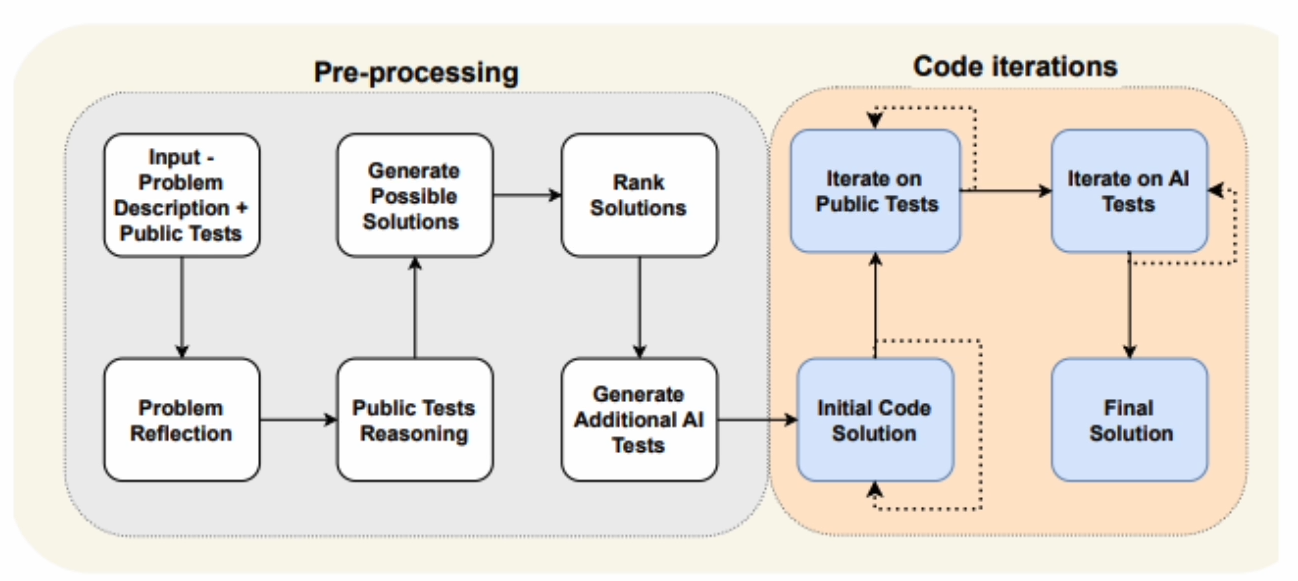 Pre-processing
Input -
Problem
Description +
Public Tests
Problem
Reflection
Public Tests
Reasoning
Generate
Possible
Solutions
Rank
Solutions
Generate
Additional AI
Tests
Code iterations
Initial Code
Solution
Iterate on
Public Tests
Iterate on AI
Tests
Final
Solution